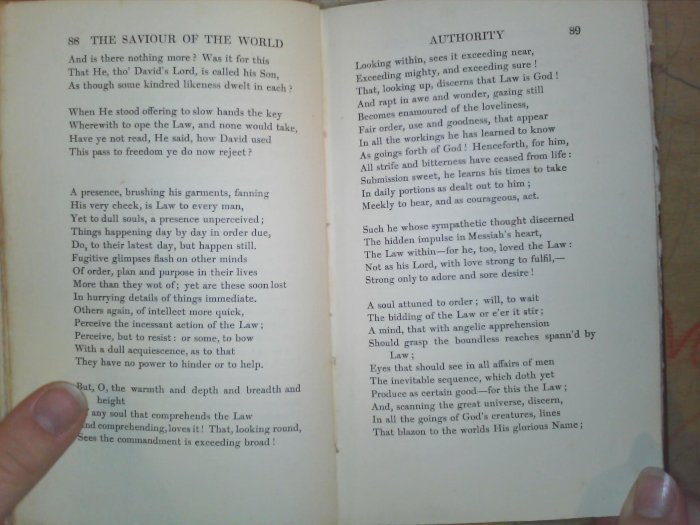 88 THE SAVIOUR OF THE WORLD
And is there nothing more? Was it for this
That He, tho' David's Lord, is called his Son,
As though some kindred likeness dwelt in each?
When He stood offering to slow hands the key
Wherewith to ope the Law, and none would take,
Have ye not read, He said, how David used
This pass to freedom ye do now reject?
A presence, brushing his garments, fanning
His very cheek, is Law to every man,
Yet to dull souls, a presence unperceived;
Things happening day by day in order due,
Do, to their latest day, but happen still.
Fugitive glimpses flash on other minds
Of order, plan and purpose in their lives
More than they wot of; yet are these soon lost
In hurrying details of things immediate.
Others again, of intellect more quick,
Perceive the incessant action of the Law;
Perceive, but to resist: or some, to bow
With a dull acquiescence, as to that
They have no power to hinder or to help.
But, O, the warmth and depth and breadth and
height
any soul that comprehends the Law
nd comprehending, loves it! That, looking round,
Sees the commandment is exceeding broad!
AUTHORITY 89
Looking within, sees it exceeding near,
Exceeding mighty, and exceeding sure!
That, looking up, discerns that Law is God!
And rapt in awe and wonder, gazing still
Becomes enamoured of the loveliness,
Fair order, use and goodness, that appear
In all the workings he has learned to know
As goings forth of God! Henceforth, for him,
All strife and bitterness have ceased from life:
Submission sweet, he learns his times to take
In daily portions as dealt out to him;
Meekly to bear, and as courageous, act.
Such he whose sympathetic thought discerned
The hidden impulse in Messiah's heart,
The Law within—for he, too, loved the Law:
Not as his Lord, with love strong to fulfil,—
Strong only to adore and sore desire!
A soul attuned to order; will, to wait
The bidding of the Law or e'er it stir;
A mind, that with angelic apprehension
Should grasp the boundless reaches spann'd by
Law;
Eyes that should see in all affairs of men
The inevitable sequence, which doth yet
Produce as certain good—for this the Law;
And, scanning the great universe, discern,
In all the goings of God's creatures, lines
That blazon to the worlds His glorious Name;